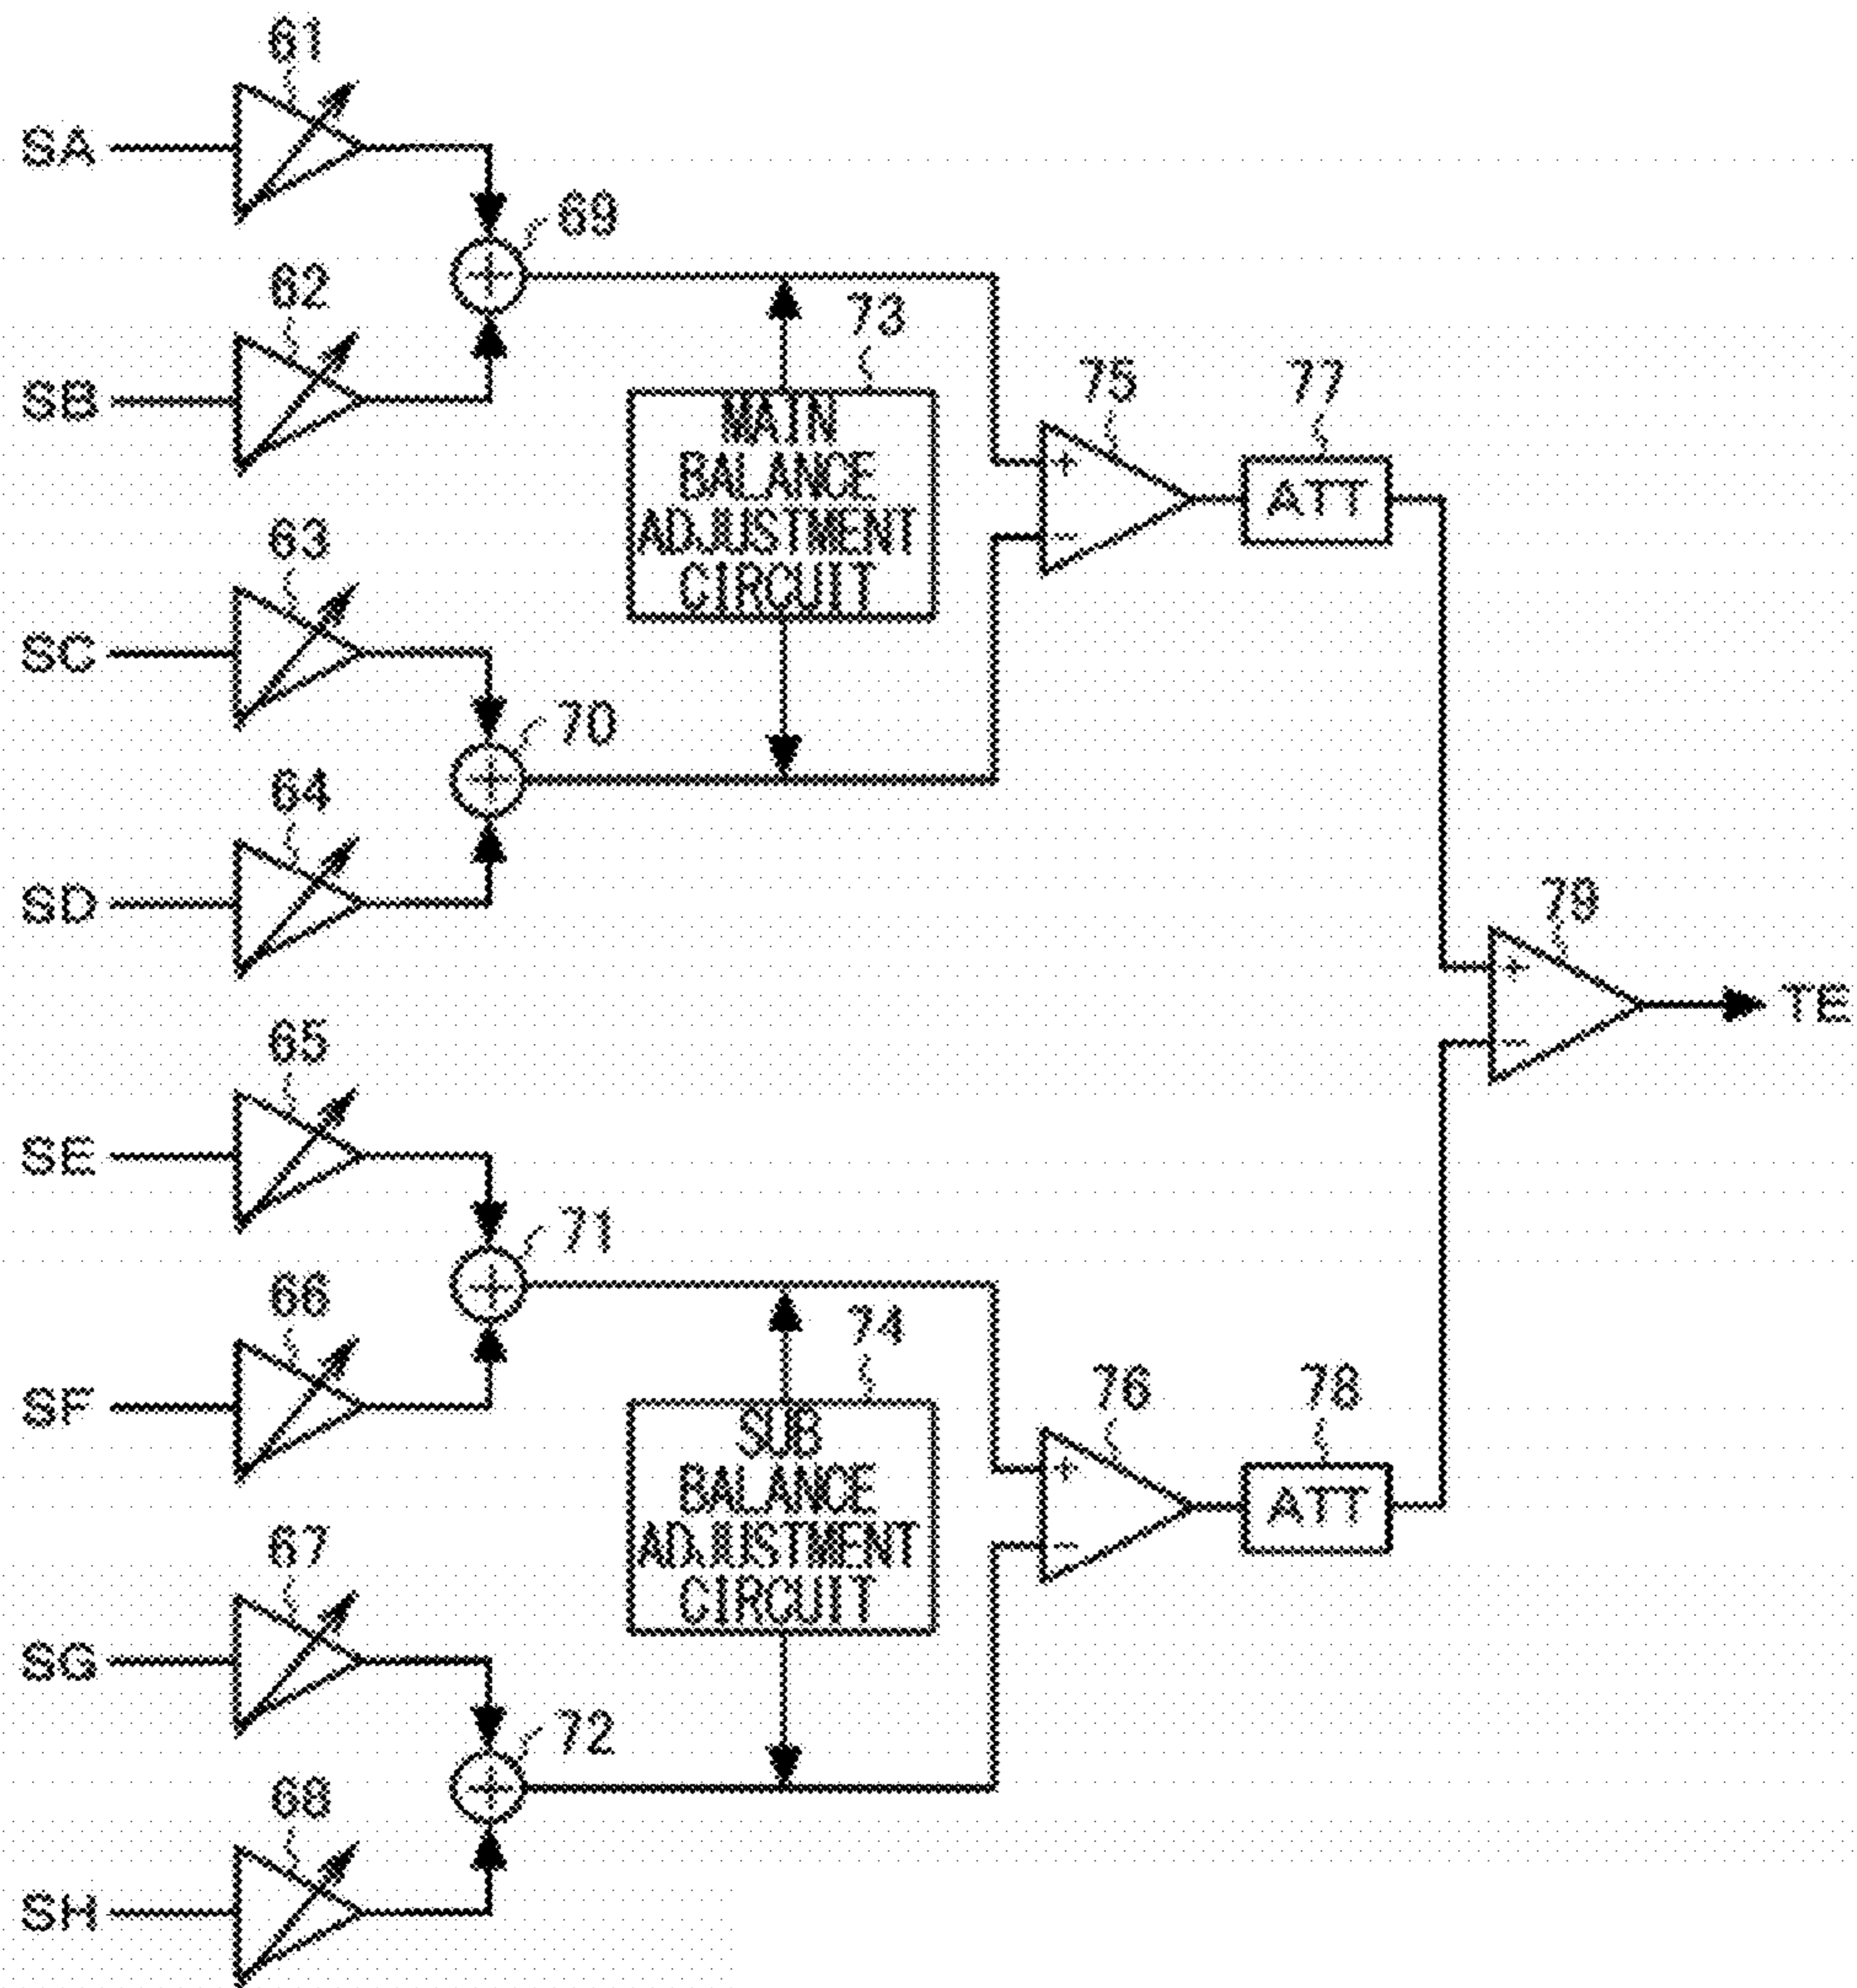 61
SA
69
62
73
SB
75
77
MAIN
BALANCE
ADJUSTMENT
CIRCUIT
+
−
ATT
63
SC
70
64
SD
79
+
−
TE
65
SE
71
66
74
SF
76
78
SUB
BALANCE
ADJUSTMENT
CIRCUIT
+
−
ATT
67
SG
72
68
SH